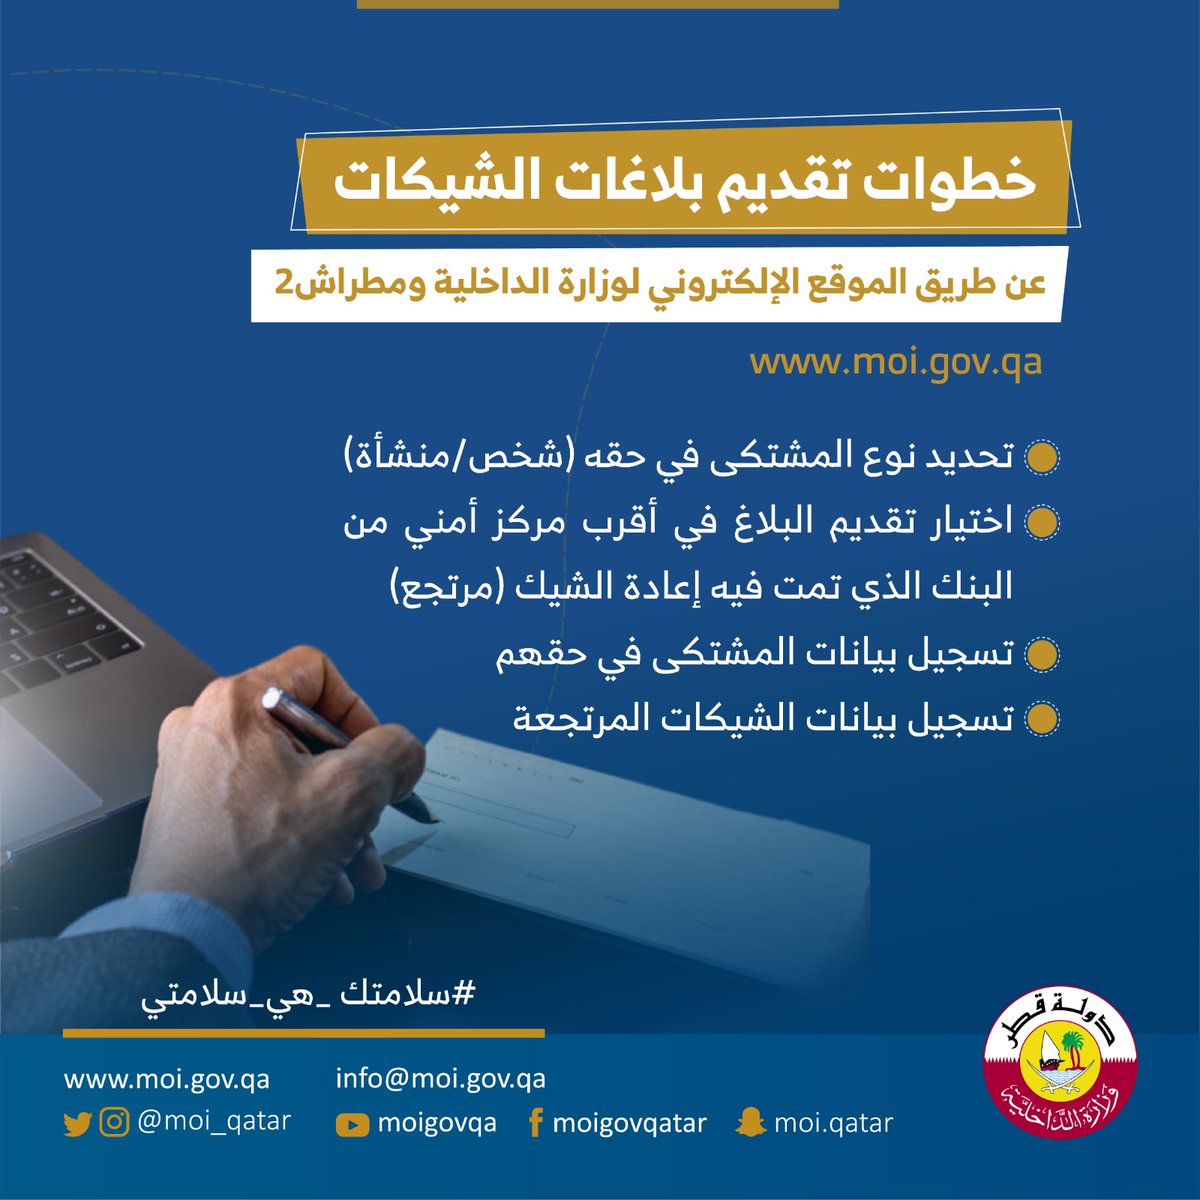 خطوات تقديم بلاغات الشيكات
عن طريق الموقع الإلكتروني لوزارة الداخلية ومطراش2
www.moi.gov.qa
تحديد نوع المشتكى في حقه (شخص/منشأة)
اختيار تقديم البلاغ في أقرب مركز أمني من
البنك الذي تمت فيه إعادة الشيك (مرتجع)
تسجيل بيانات المشتكى في حقهم
تسجيل بيانات الشيكات المرتجعة
#سلامتك _هي_سلامتي
دولة قطر
وزارة الداخلية
www.moi.gov.qa info@moi.gov.qa
@moi_qatar moigovqa moigovqatar moi.qatar